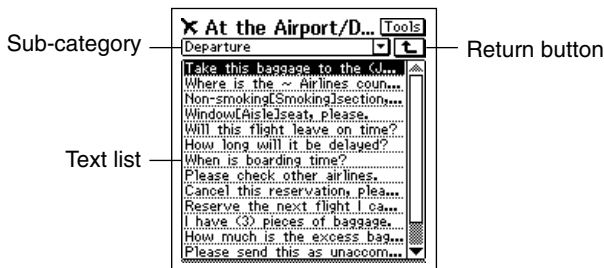 At the Airport/D... Tools
Sub-category
Departure
Return button
Take this baggage to the (J...
Where is the ~ Airlines coun...
Non-smoking[Smoking]section,...
Window[Aisle]seat, please.
Will this flight leave on time?
How long will it be delayed?
Text list
When is boarding time?
Please check other airlines.
Cancel this reservation, plea...
Reserve the next flight I ca...
I have (3) pieces of baggage.
How much is the excess bag...
Please send this as unaccom...